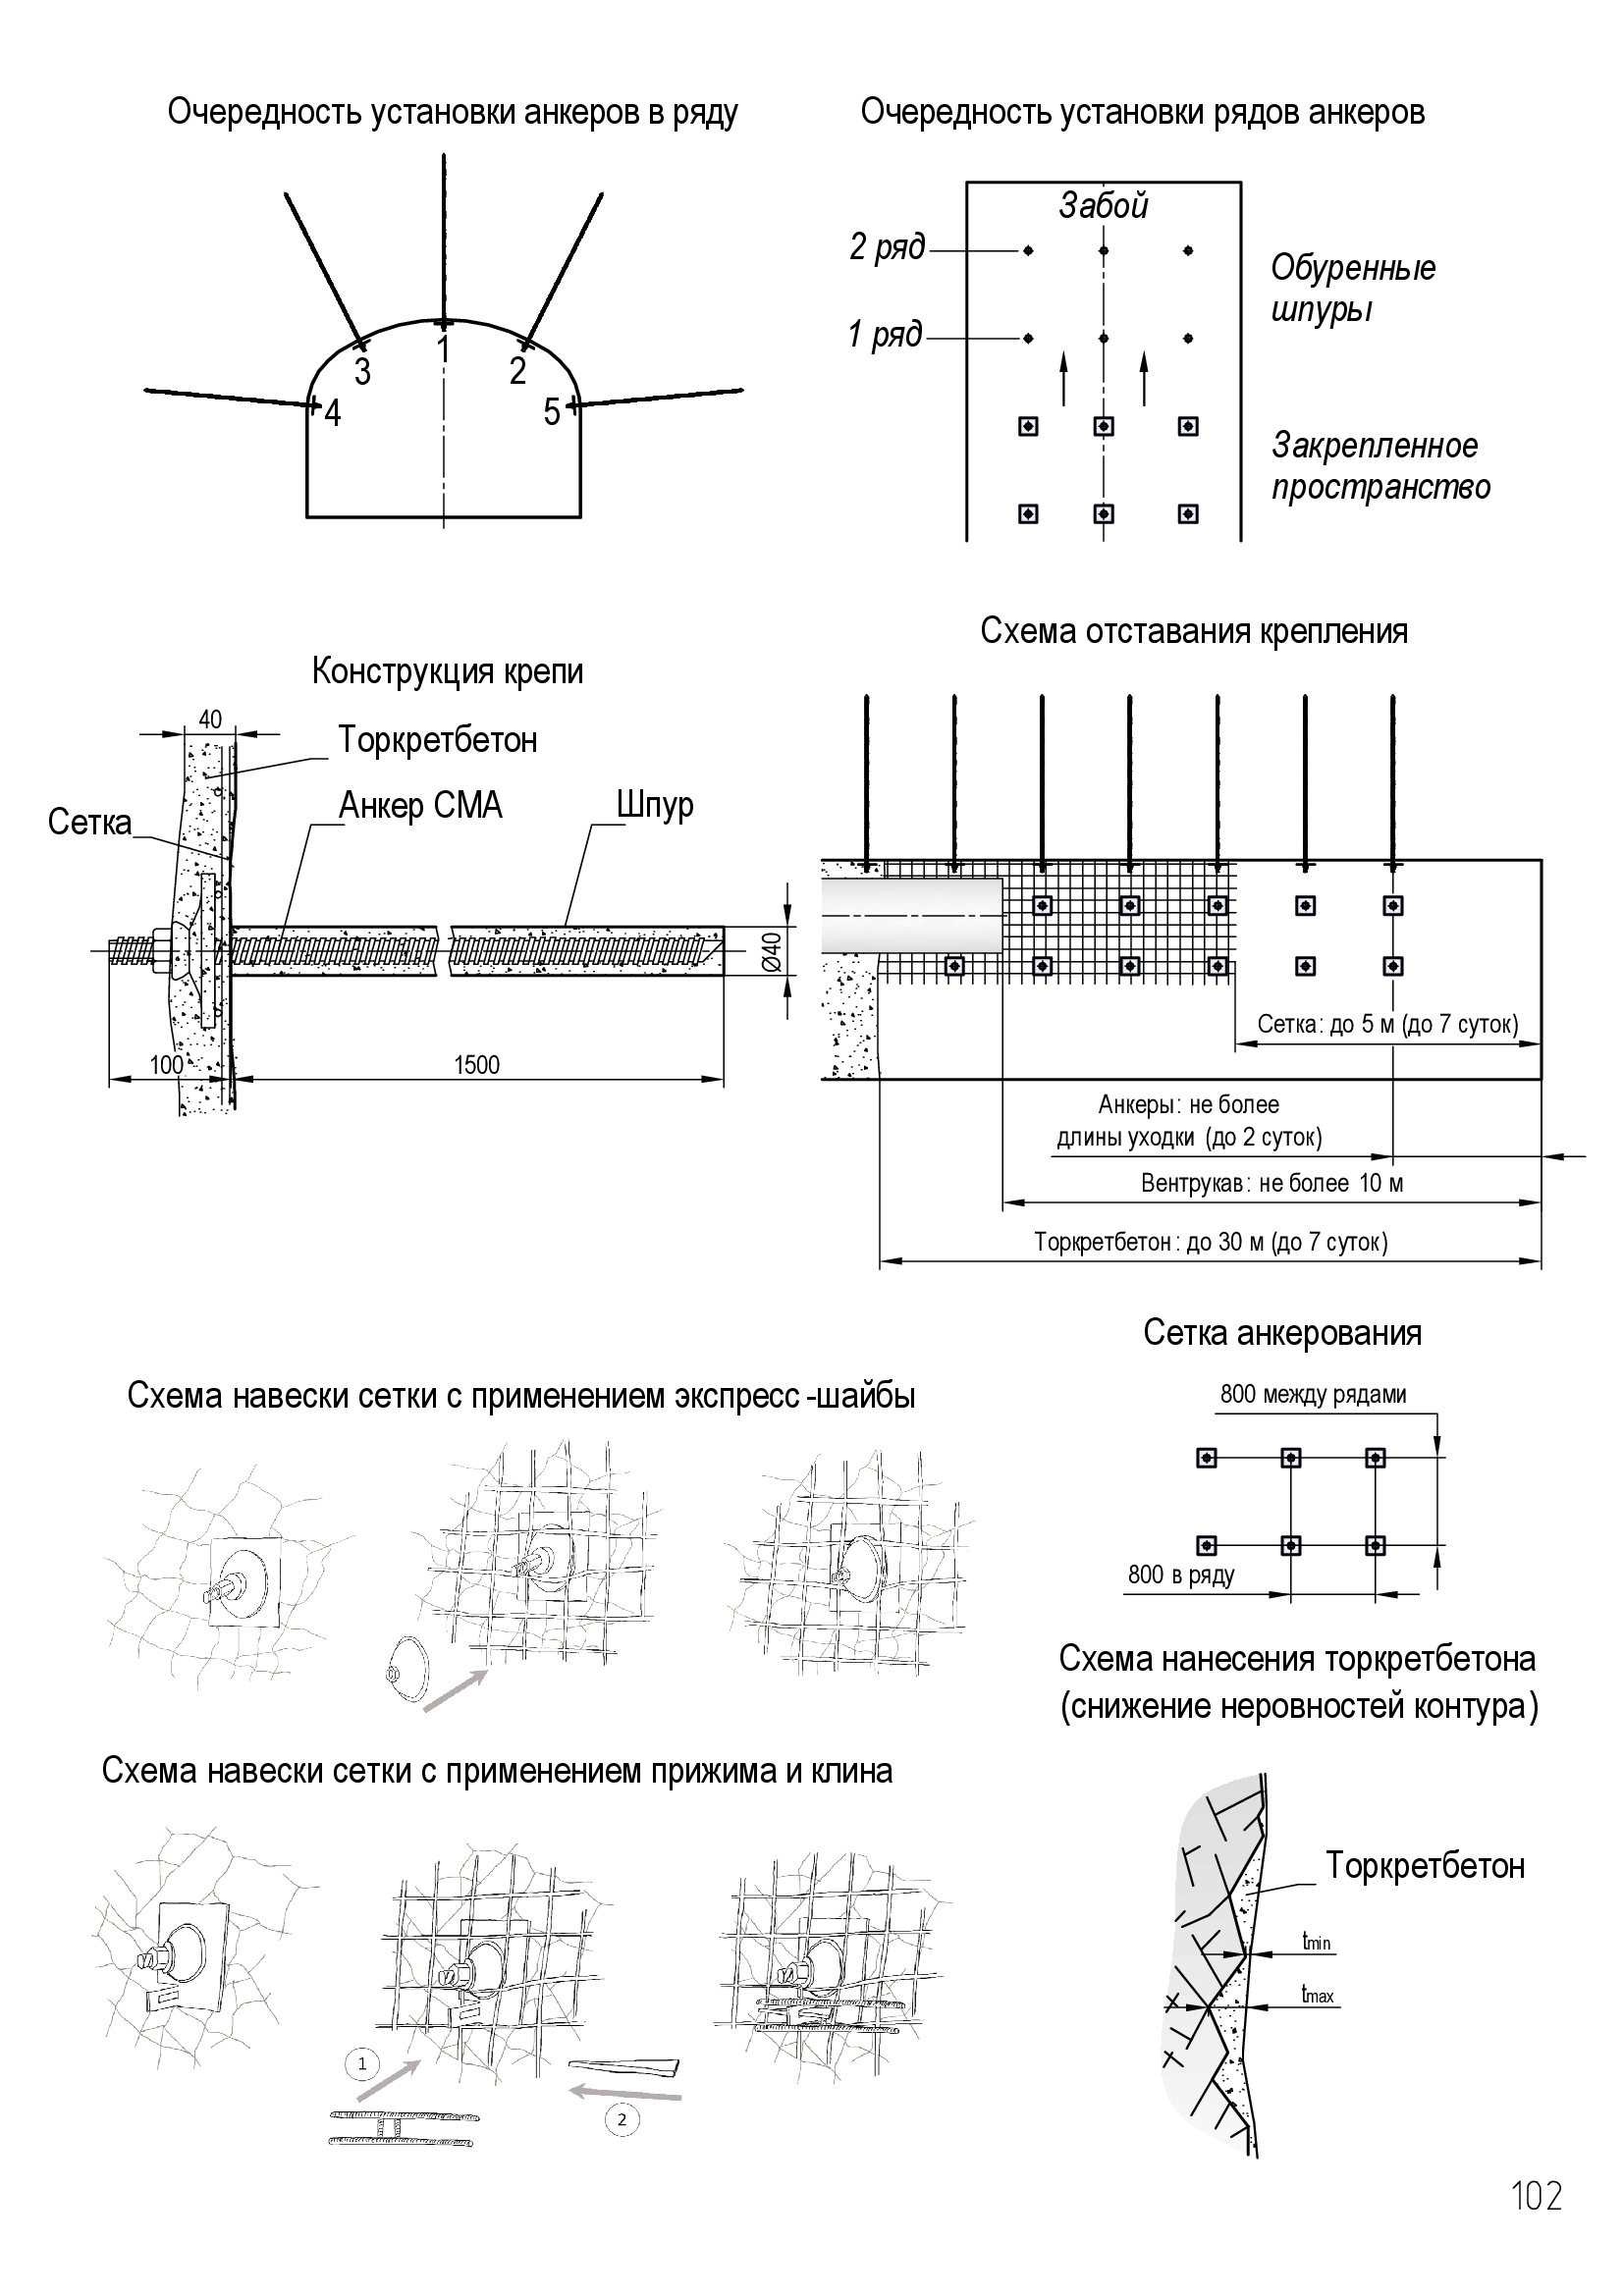 Очередность установки анкеров в ряду
1
3
2
4
5
Очередность установки рядов анкеров
Забой
2 ряд
1 ряд
Обуренные
шпуры
Закрепленное
пространство
Конструкция крепи
40
Торкретбетон
Анкер СМА
Шпур
Сетка
Ø40
100
1500
Схема отставания крепления
Сетка: до 5 м (до 7 суток)
Анкеры: не более
длины уходки (до 2 суток)
Вентрукав: не более 10 м
Торкретбетон: до 30 м (до 7 суток)
Сетка анкерования
800 между рядами
800 в ряду
Схема навески сетки с применением экспресс-шайбы
Схема нанесения торкретбетона
(снижение неровностей контура)
Торкретбетон
tmin
tmax
Схема навески сетки с применением прижима и клина
1
2
102